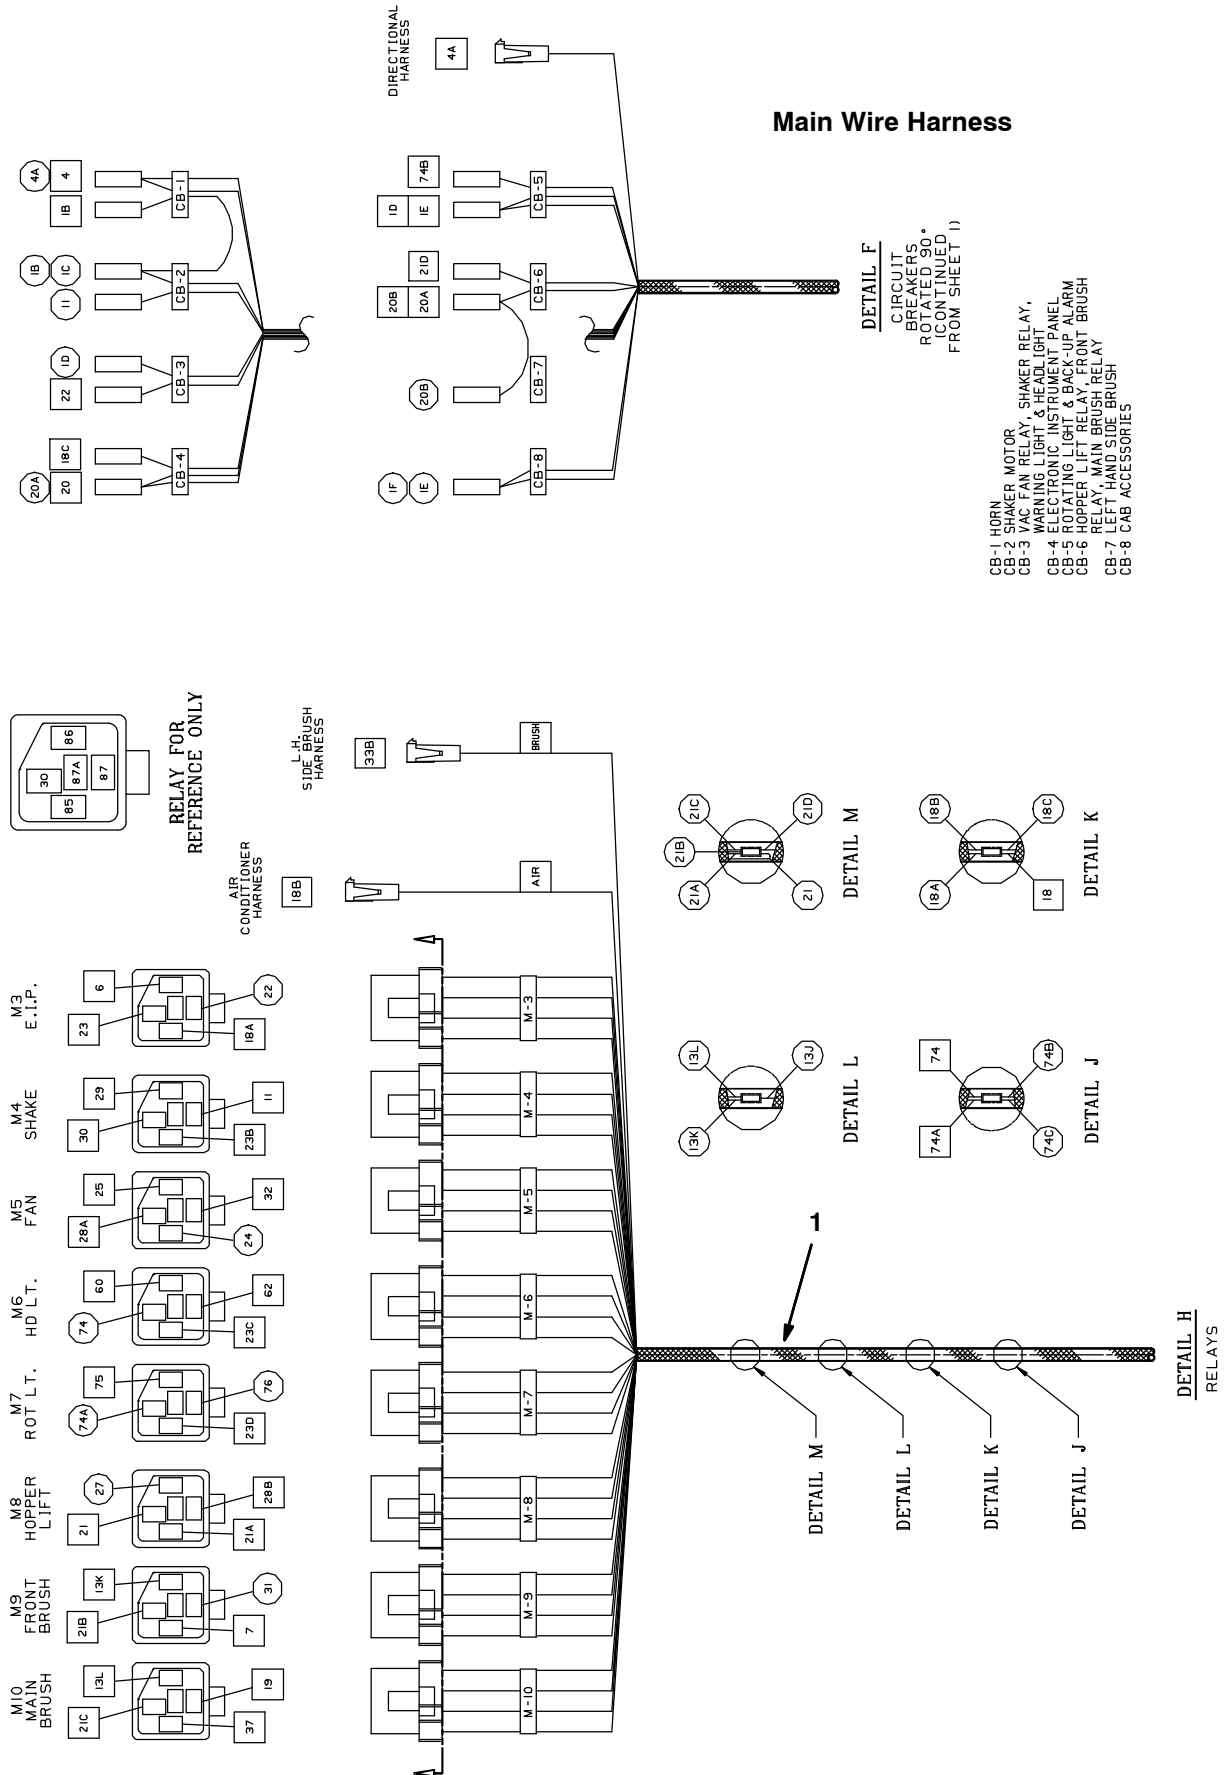 Main Wire Harness
DIRECTIONAL
HARNESS
4A
4A
4
1B
CB-1
1B
1C
11
CB-2
1D
22
CB-3
18C
20A
20
CB-4
74B
1D
1E
CB-5
21D
20B
20A
CB-6
20B
CB-7
1F
1E
CB-8
DETAIL F
CIRCUIT
BREAKERS
ROTATED 90°
(CONTINUED
FROM SHEET 1)
CB-1 HORN
CB-2 SHAKER MOTOR
CB-3 VAC FAN RELAY, SHAKER RELAY,
WARNING LIGHT & HEADLIGHT
CB-4 ELECTRONIC INSTRUMENT PANEL
CB-5 ROTATING LIGHT & BACK-UP ALARM
CB-6 HOPPER LIFT RELAY, FRONT BRUSH
RELAY, MAIN BRUSH RELAY
CB-7 LEFT HAND SIDE BRUSH
CB-8 CAB ACCESSORIES
86
30
87A
87
85
RELAY FOR
REFERENCE ONLY
L.H.
SIDE BRUSH
HARNESS
33B
BRUSH
AIR
CONDITIONER
HARNESS
18B
AIR
M10
MAIN
BRUSH
21C
13L
37
19
M-10
M9
FRONT
BRUSH
21B
13K
7
31
M-9
M8
HOPPER
LIFT
21
27
21A
28B
M-8
M7
ROT LT.
74A
75
23D
76
M-7
M6
HD LT.
74
60
23C
62
M-6
M5
FAN
28A
25
24
32
M-5
M4
SHAKE
30
29
23B
11
M-4
M3
E.I.P.
23
6
18A
22
M-3
21C
21B
21A
21D
21
DETAIL M
18B
18A
18C
18
DETAIL K
13L
13K
13J
DETAIL L
74
74A
74B
74C
DETAIL J
1
DETAIL M
DETAIL L
DETAIL K
DETAIL J
DETAIL H
RELAYS